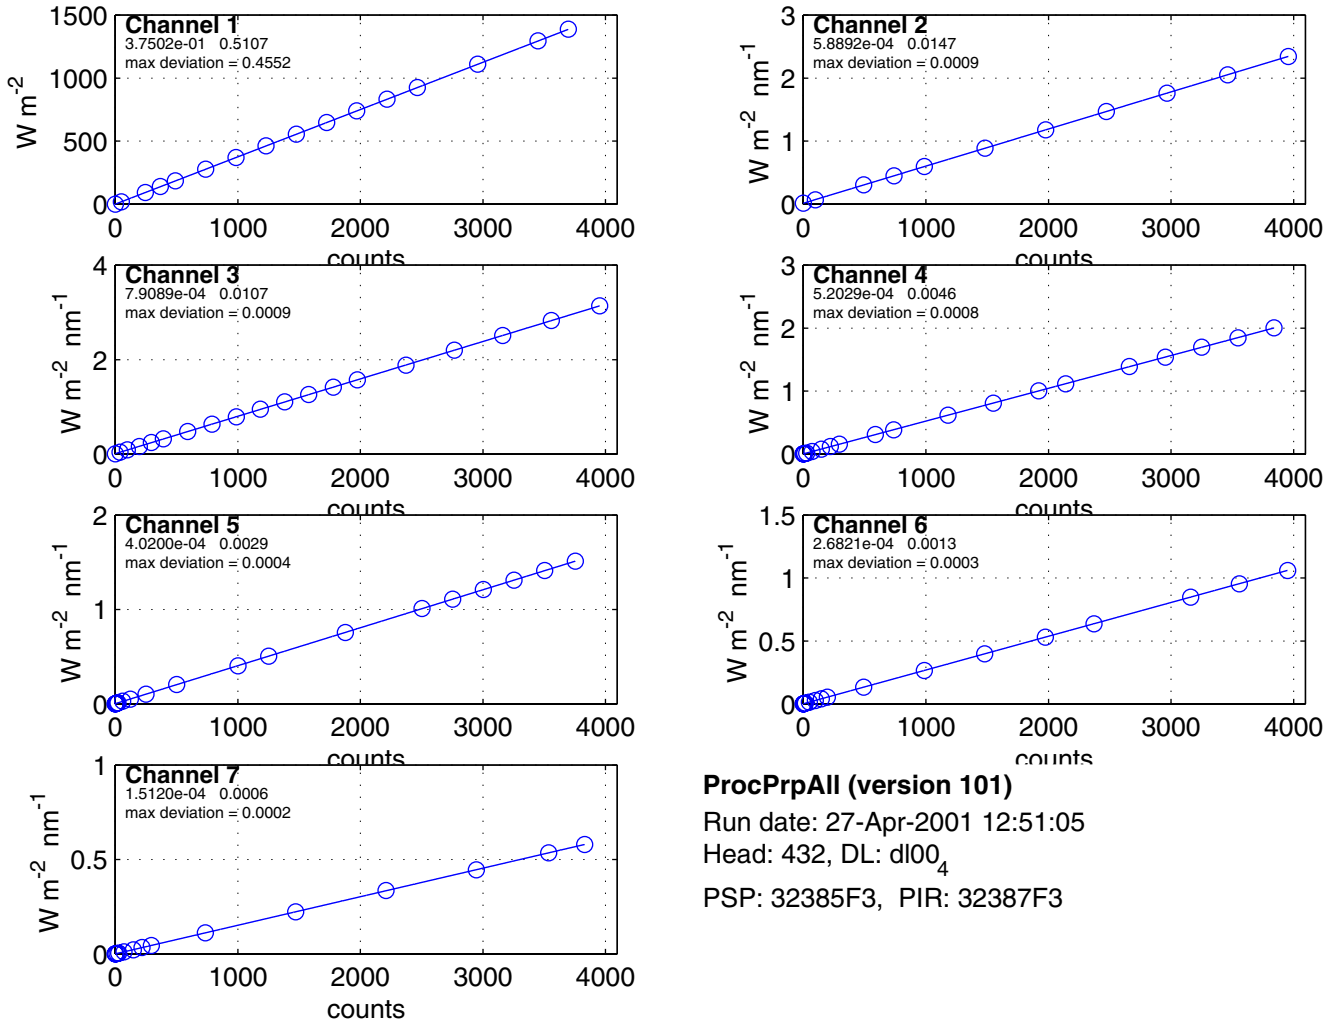 Channel 1
3.7502e-01 0.5107
max deviation = 0.4552
W m-2
1500
1000
500
0
0 1000 2000 3000 4000
counts
Channel 2
5.8892e-04 0.0147
max deviation = 0.0009
W m-2 nm-1
3
2
1
0
0 1000 2000 3000 4000
Channel 3
7.9089e-04 0.0107
max deviation = 0.0009
W m-2 nm-1
4
2
0
0 1000 2000 3000 4000
counts
Channel 4
5.2029e-04 0.0046
max deviation = 0.0008
W m-2 nm-1
3
2
1
0
0 1000 2000 3000 4000
counts
counts
Channel 5
4.0200e-04 0.0029
max deviation = 0.0004
W m-2 nm-1
2
1
0
0 1000 2000 3000 4000
counts
Channel 6
2.6821e-04 0.0013
max deviation = 0.0003
W m-2 nm-1
1.5
1
0.5
0
0 1000 2000 3000 4000
counts
Channel 7
1.5120e-04 0.0006
max deviation = 0.0002
W m-2 nm-1
1
0.5
0
0 1000 2000 3000 4000
counts
ProcPrpAll (version 101)
Run date: 27-Apr-2001 12:51:05
Head: 432, DL: dl004
PSP: 32385F3, PIR: 32387F3